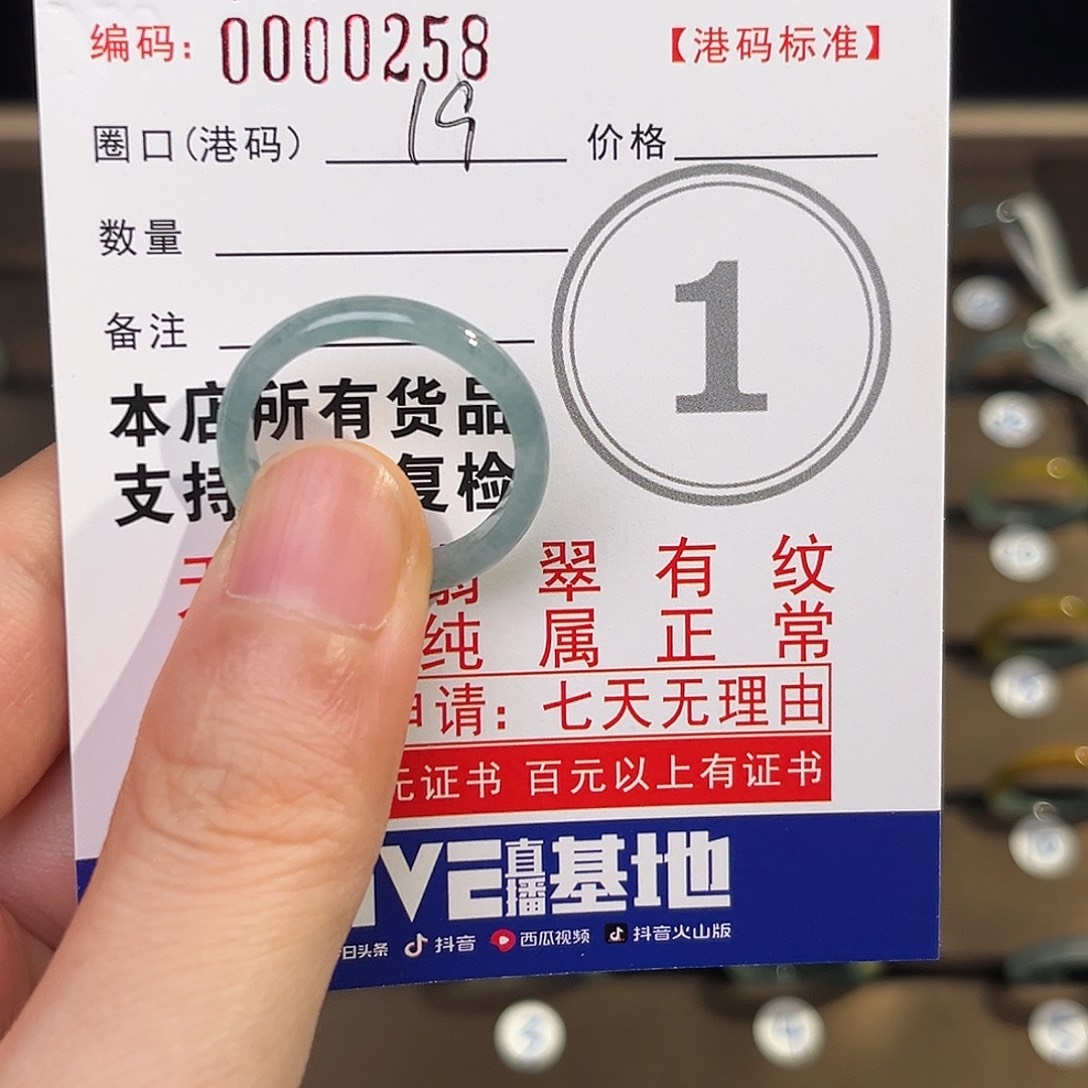 编码：0000258 【港码标准】
圈口(港码) 19 价格
数量
备注
1
本店所有货品
支持 复检
翡翠有纹
纯属正常
申请：七天无理由
元证书 百元以上有证书
直播基地
日头条 抖音 西瓜视频 抖音火山版
3